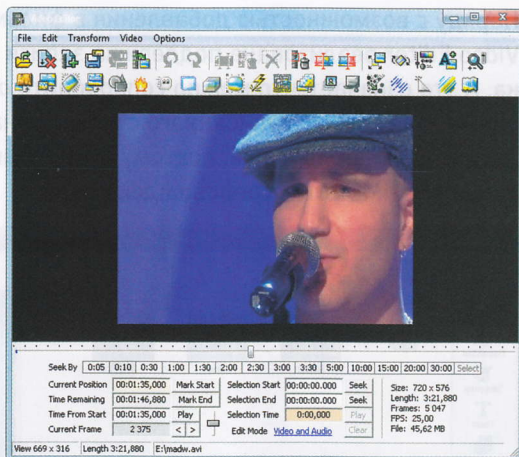 File Edit Transform Video Options
Seek By 0:05 0:10 0:30 1:00 1:30 2:00 2:30 3:00 3:30 5:00 10:00 15:00 20:00 30:00 Select
Current Position 00:01:35,000 Mark Start Selection Start 00:00:00.000 Seek
Time Remaining 00:01:46,880 Mark End Selection End 00:00:00.000 Seek
Time From Start 00:01:35,000 Play Selection Time 0:00,000 Play
Current Frame 2 375 < > Edit Mode Video and Audio Clear
Size: 720 x 576
Length: 3:21,880
Frames: 5 047
FPS: 25,00
File: 45,62 MB
View 669 x 316 Length 3:21,880 E:\madw.avi